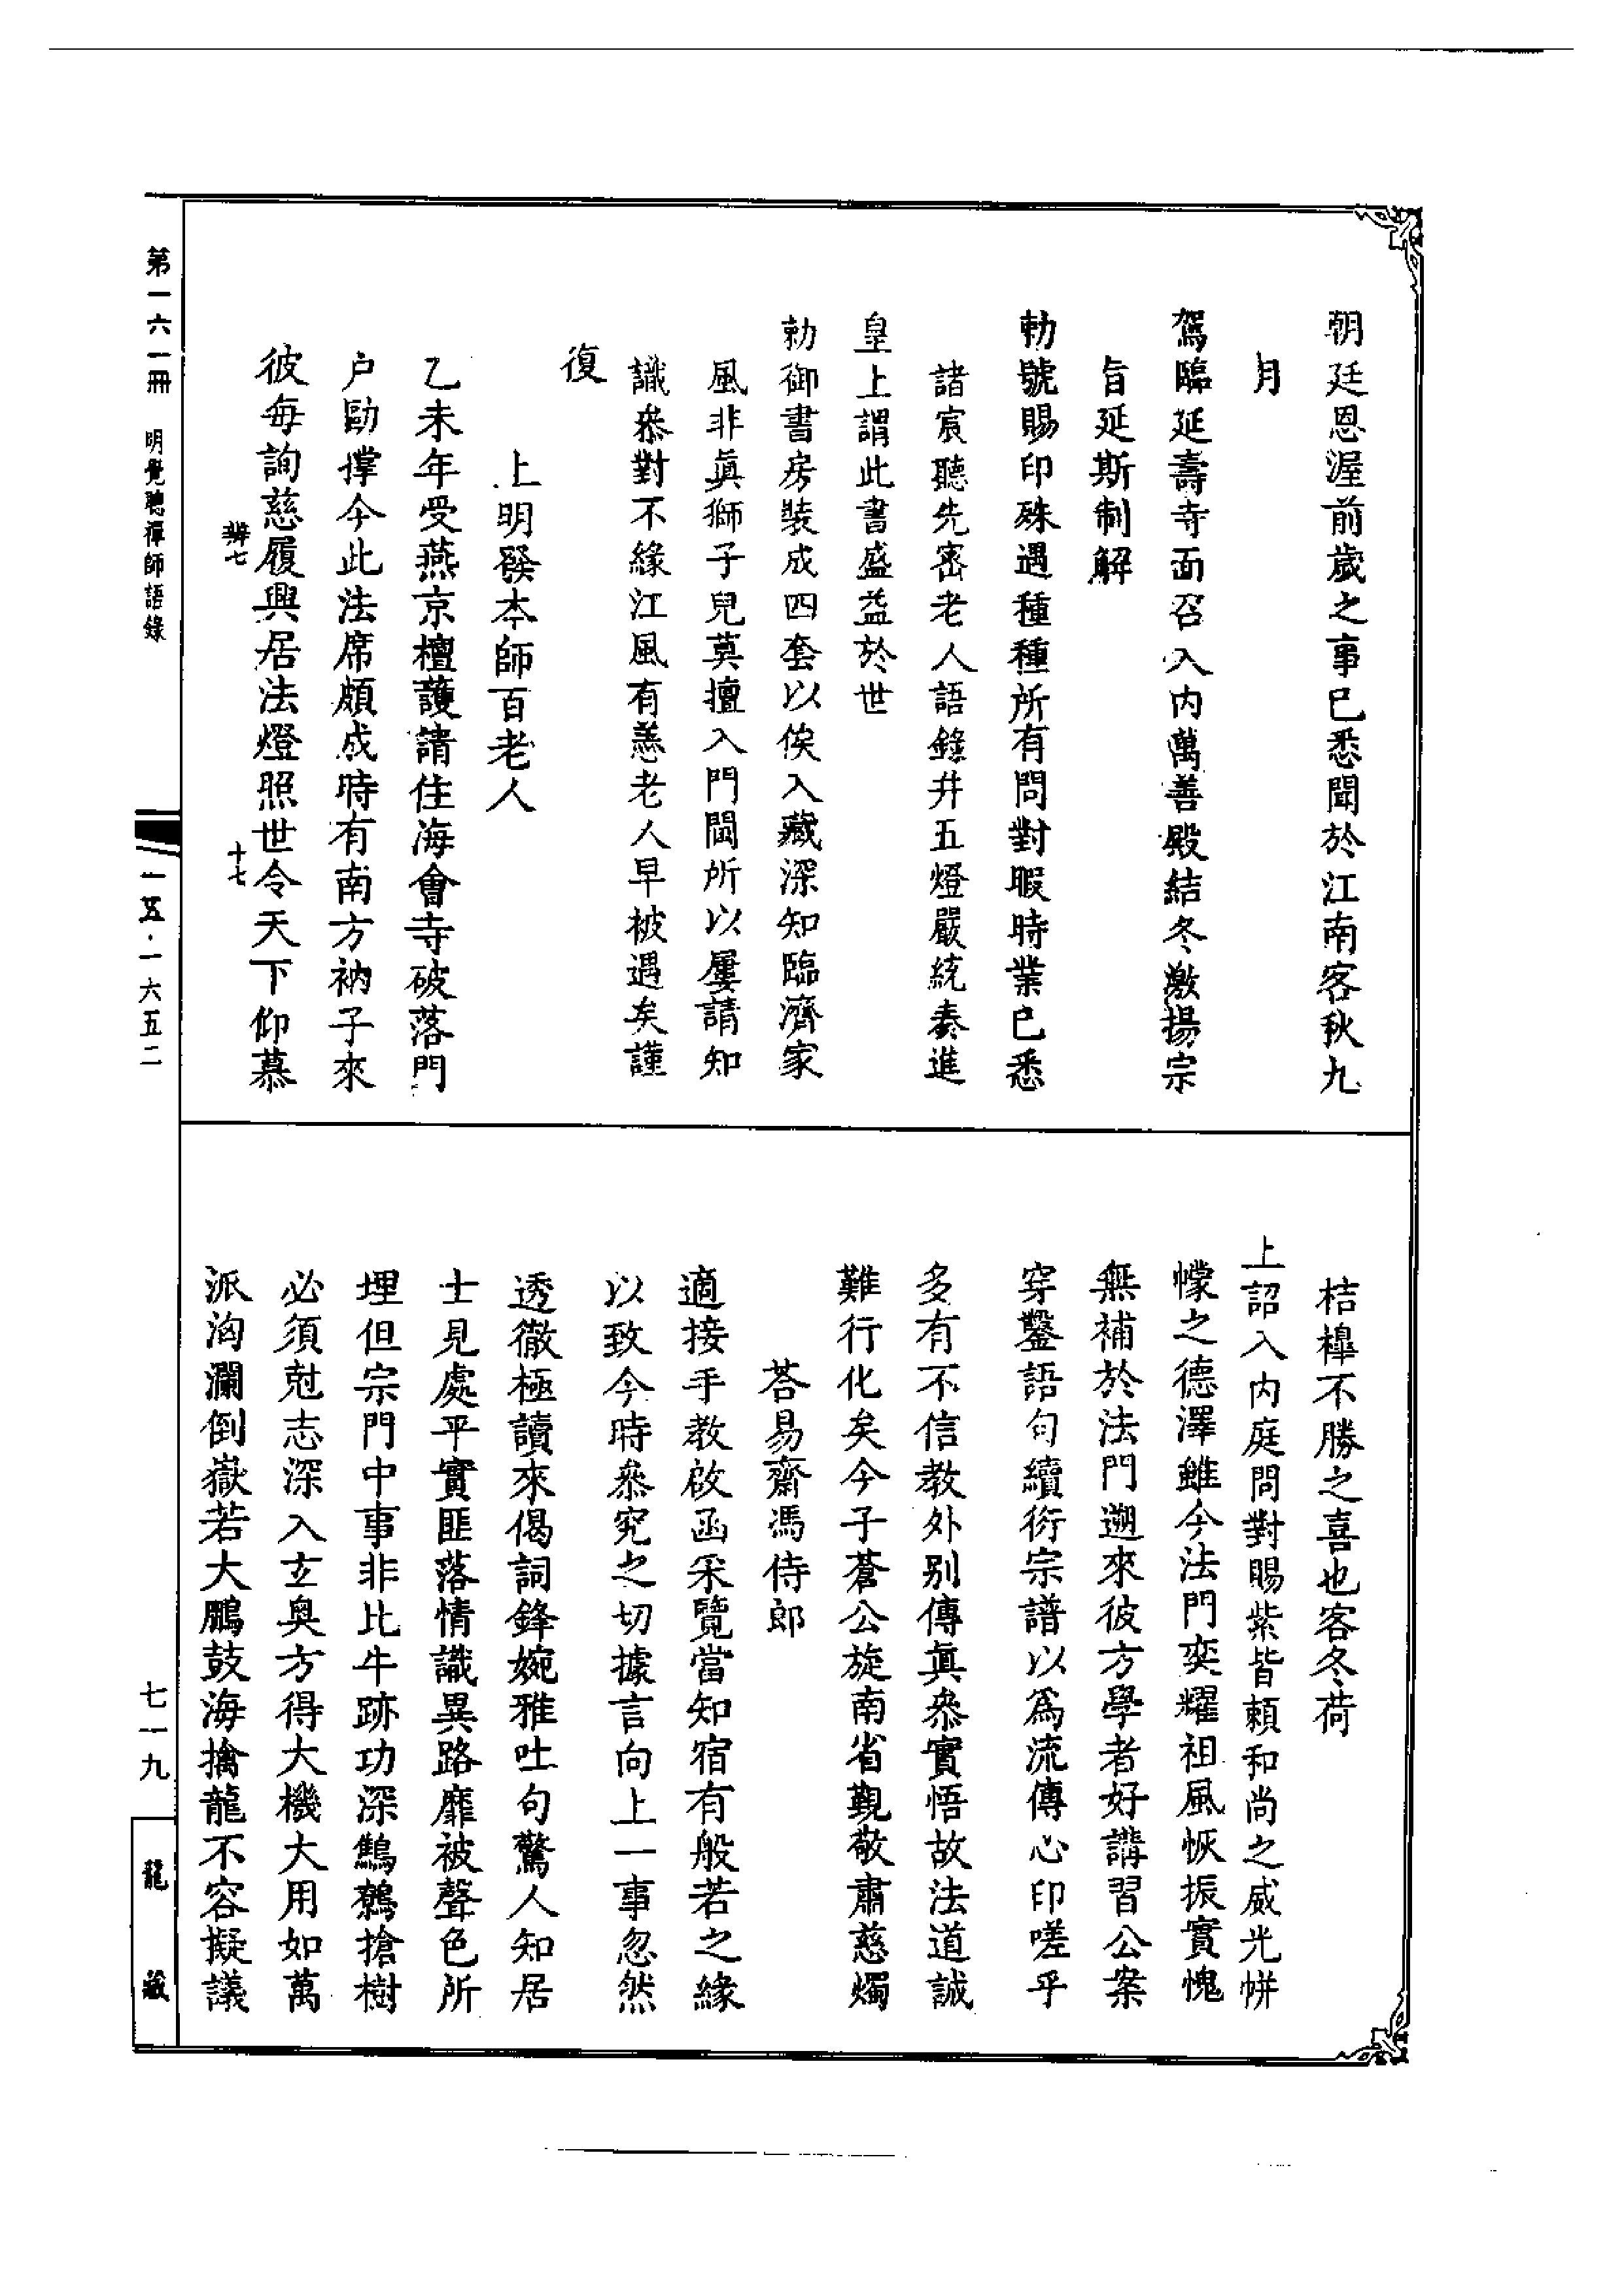 朝廷恩渥前歲之事已悉聞於江南客秋九
月
駕臨延壽寺面召入内萬善殿結冬激揚宗
旨延斯制解
勅號賜印殊遇種種所有問對暇時業已悉
諸宸聽先密老人語錄并五燈嚴統奏進
皇上謂此書盛益於世
勅御書房裝成四套以俟入藏深知臨濟家
風非眞獅子兒莫擅入門閫所以屢請知
識叅對不緣江風有恙老人早被遇矣謹
復
上明發本師百老人
乙未年受燕京檀護請住海會寺破落門
户勛撑今此法席頗成時有南方衲子來
彼每詢慈履興居法燈照世令天下仰慕
辨七
十七
桔槹不勝之喜也客冬荷
上詔入内庭問對賜紫皆頼和尚之威光帡
幪之德澤雖今法門奕耀祖風恢振實愧
無補於法門遡來彼方學者好講習公案
穿鑿語句續衍宗譜以爲流傳心印嗟乎
多有不信教外别傳眞叅實悟故法道誠
難行化矣今子蒼公旋南省觀敬肅慈燭
荅易齋馮侍郎
適接手教啟函采覽當知宿有般若之緣
以致今時叅究之切據言向上一事忽然
透徹極讀來偈詞鋒婉雅吐句驚人知居
士見處平實匪落情識異路靡被聲色所
埋但宗門中事非比牛跡功深鷦鷯搶樹
必須尅志深入玄奥方得大機大用如萬
派洶瀾倒嶽若大鵬鼓海擒龍不容擬議
第一六一冊 明覺聰禪師語錄
一五·一六五二
七一九
龍藏